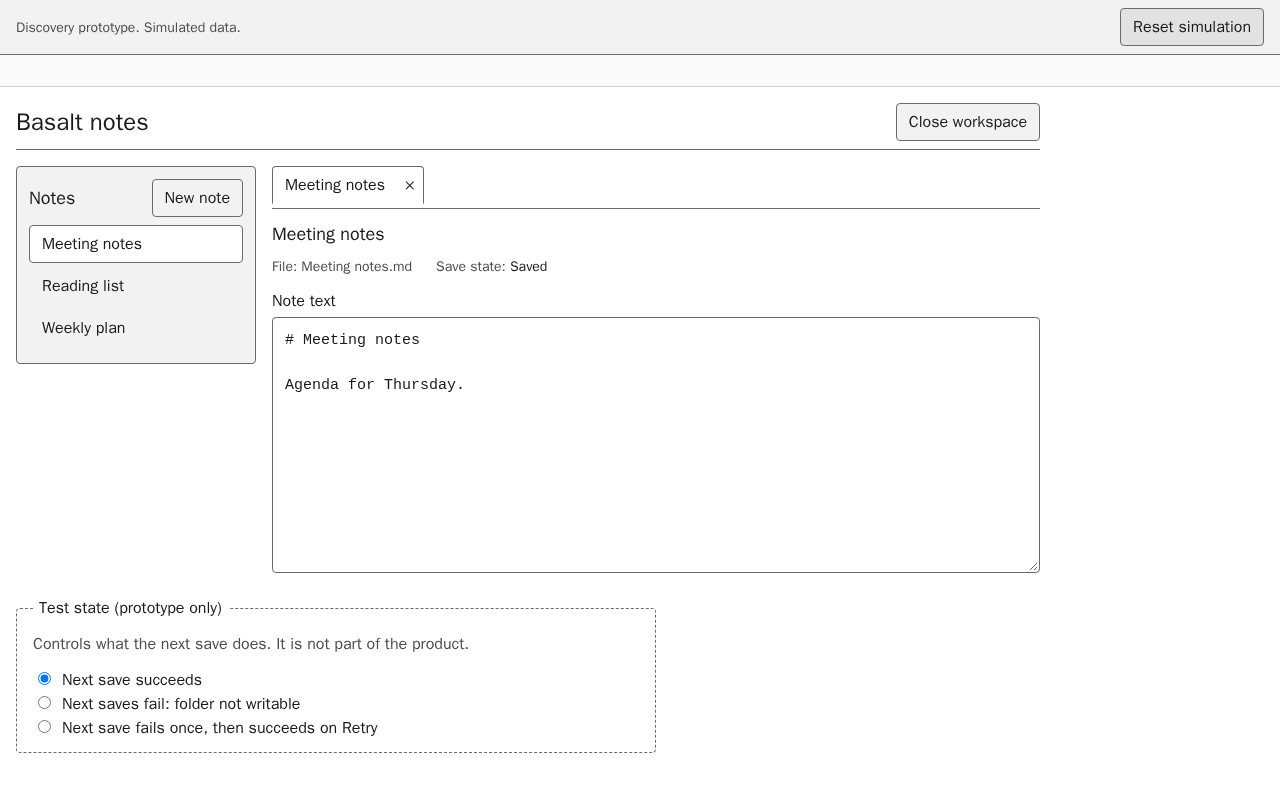 Discovery prototype. Simulated data.
Reset simulation
Basalt notes
Close workspace
Notes
New note
Meeting notes
Reading list
Weekly plan
Meeting notes ×
Meeting notes
File: Meeting notes.md Save state: Saved
Note text
# Meeting notes
Agenda for Thursday.
Test state (prototype only)
Controls what the next save does. It is not part of the product.
Next save succeeds
Next saves fail: folder not writable
Next save fails once, then succeeds on Retry